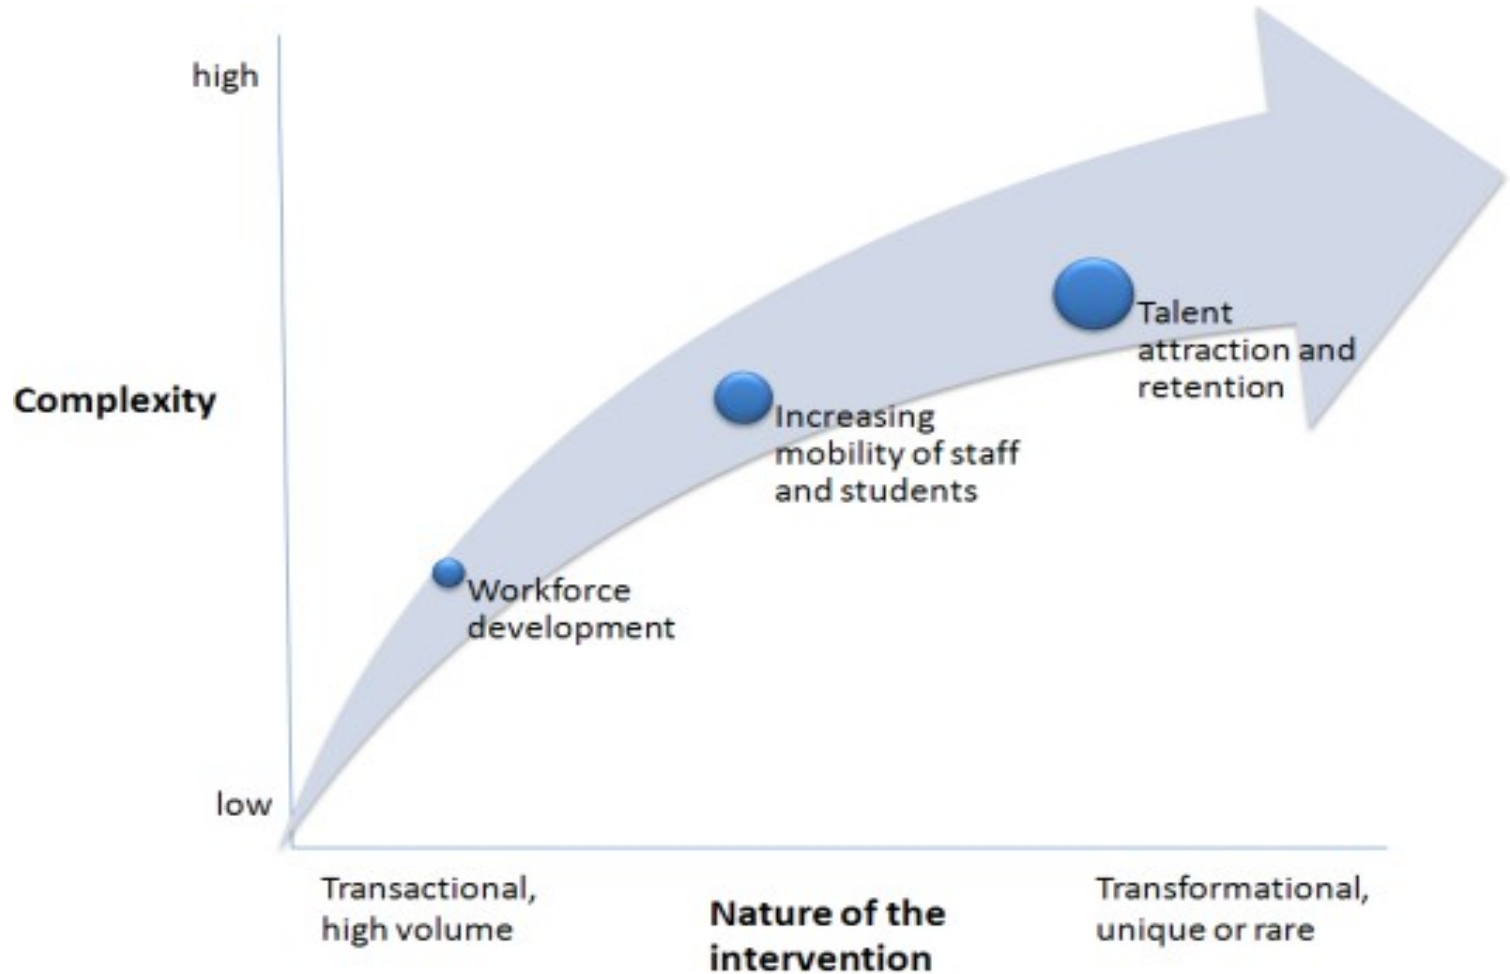 high
Talent
attraction and
retention
Complexity
Increasing
mobility of staff
and students
Workforce
development
low
Transactional,
high volume
Nature of the
intervention
Transformational,
unique or rare